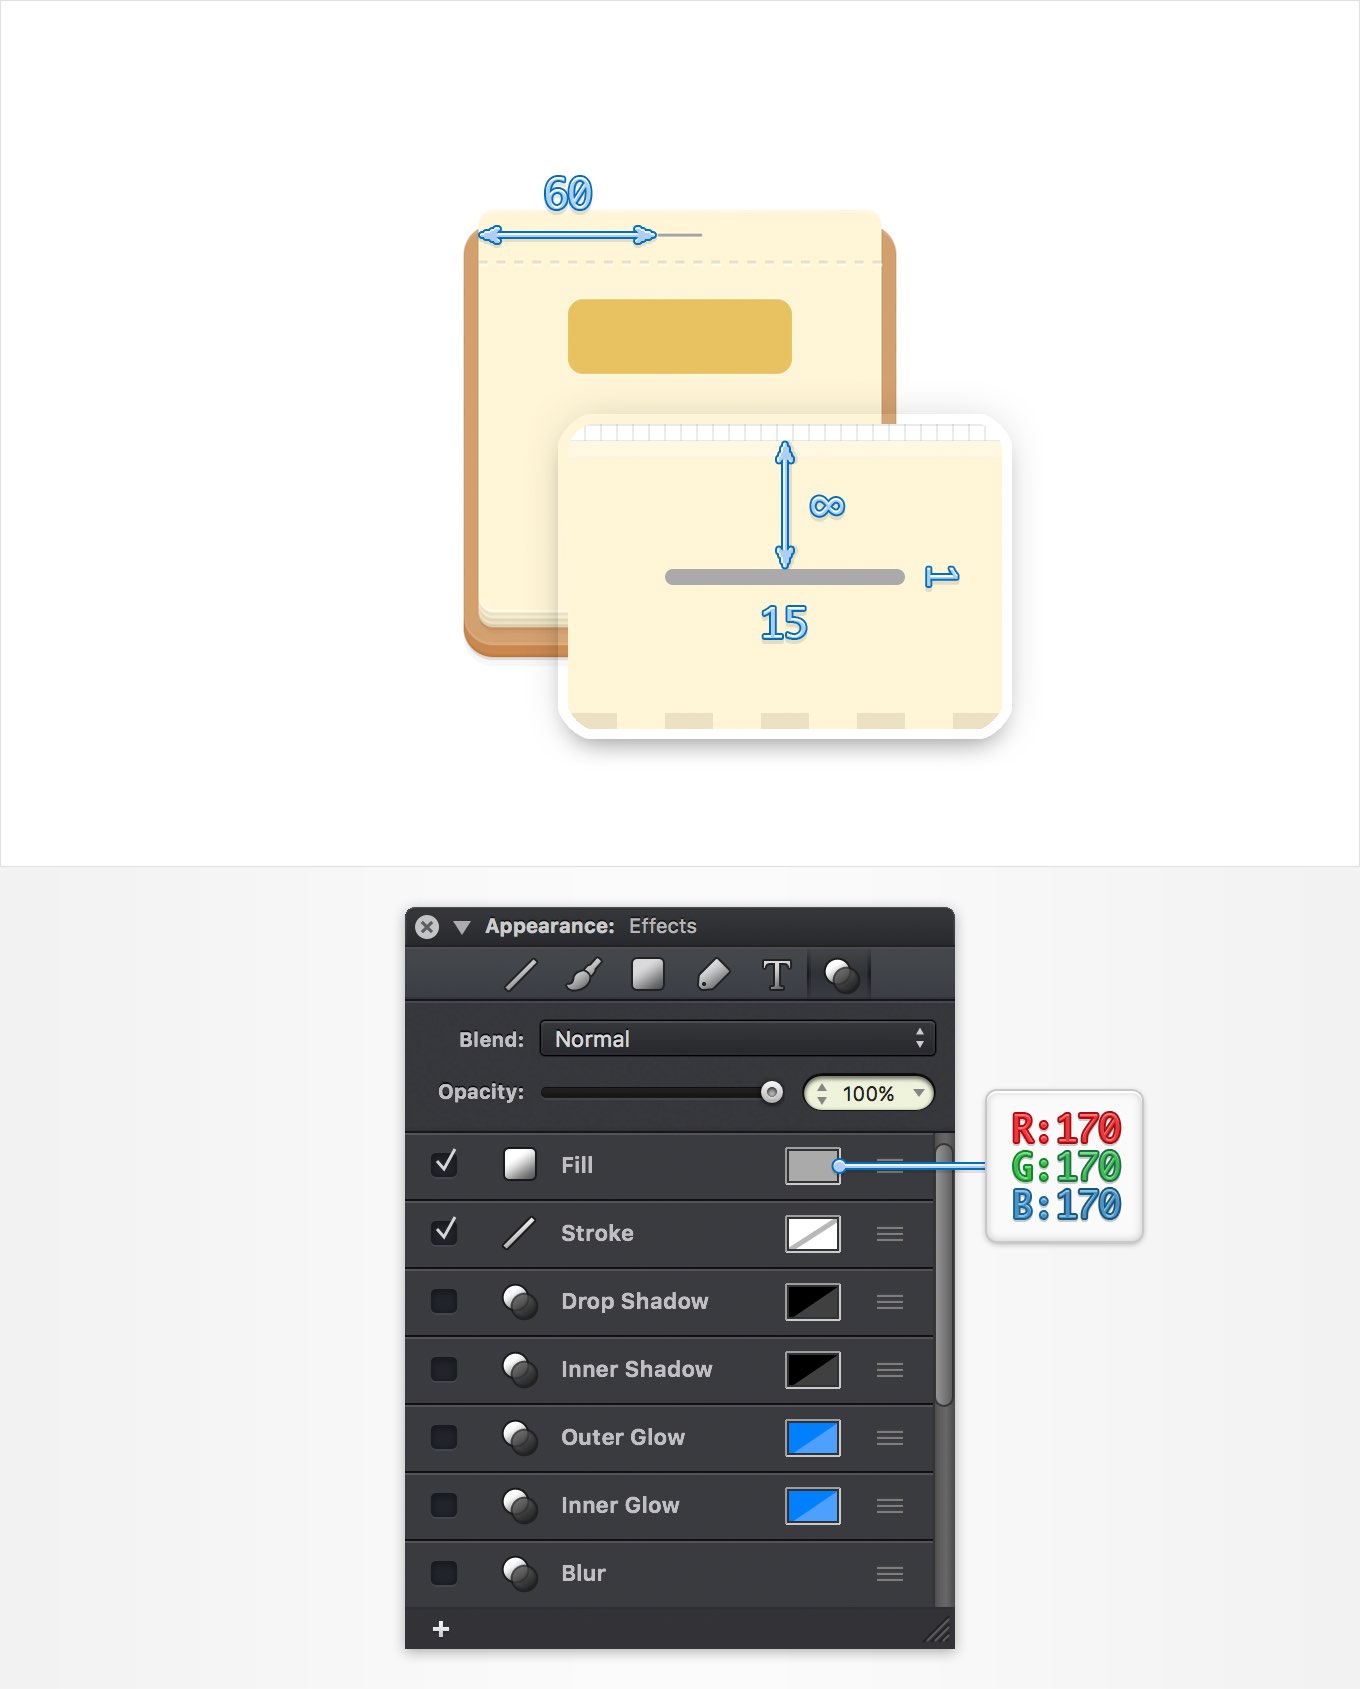 60
8
1
15
Appearance: Effects
T
Blend: Normal
Opacity: 100%
Fill
R:170
G:170
B:170
Stroke
Drop Shadow
Inner Shadow
Outer Glow
Inner Glow
Blur
+